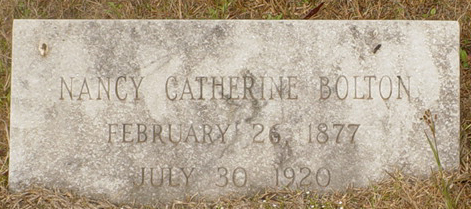 NANCY CATHERINE BOLTON
FEBRUARY 26, 1877
JULY 30 1920